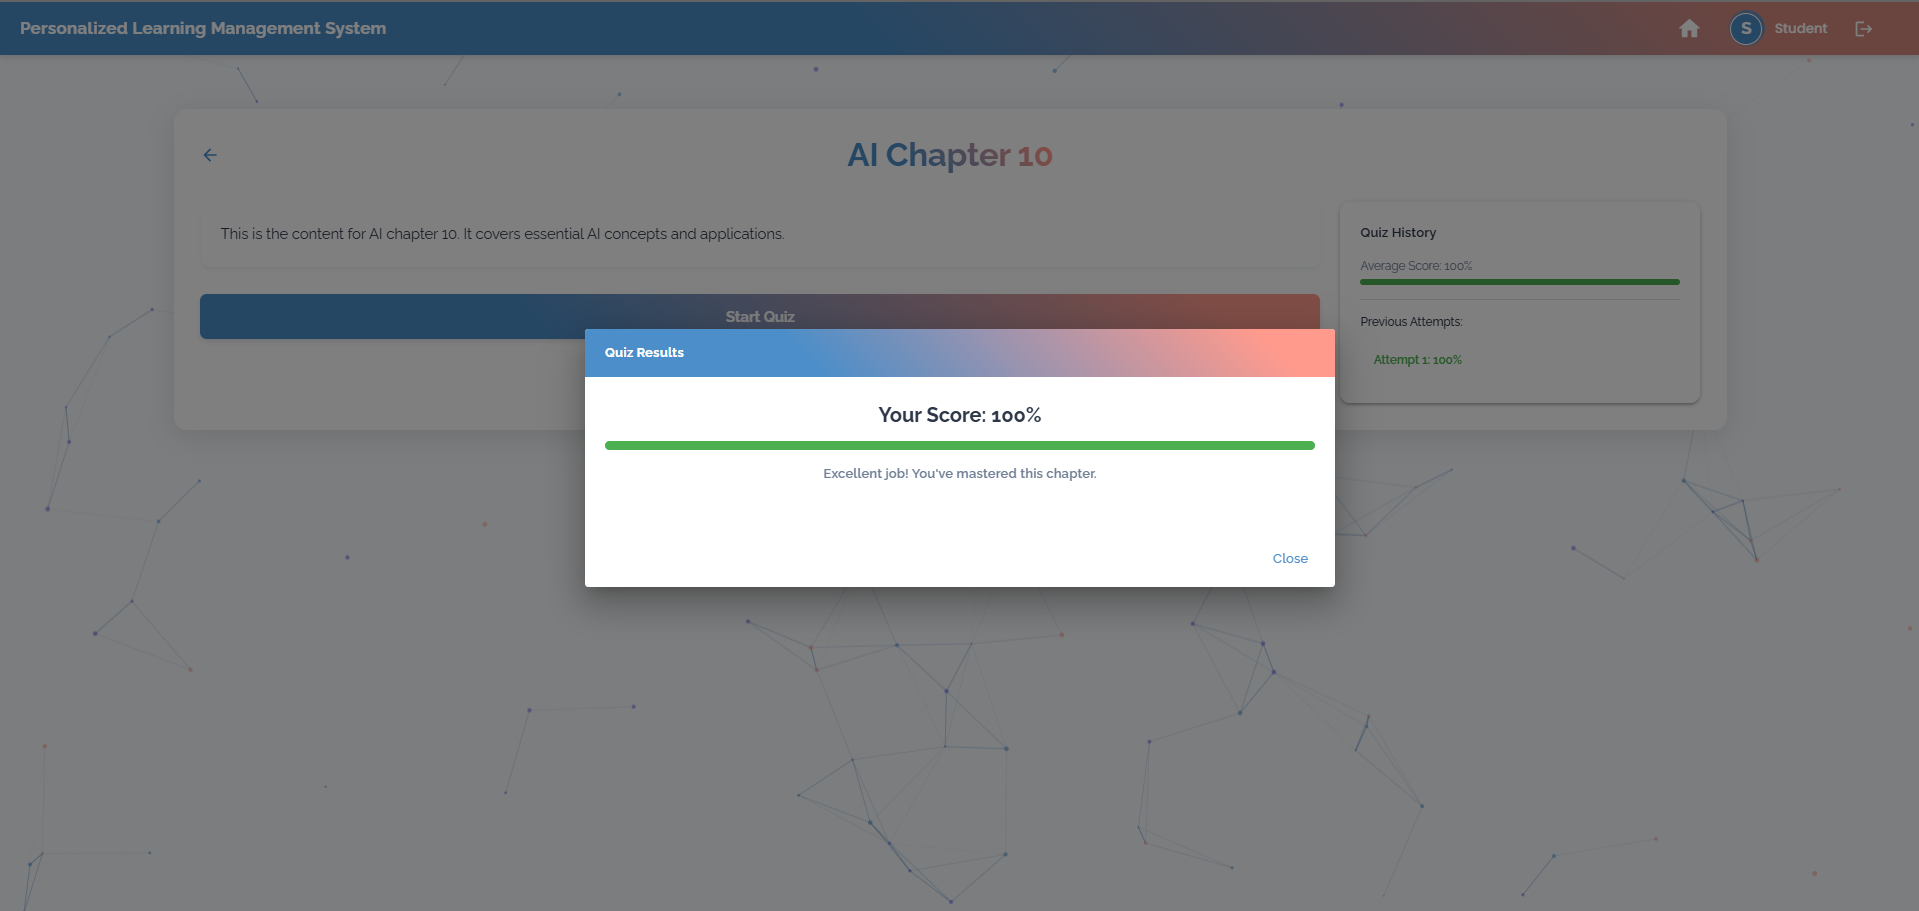 Personalized Learning Management System
S
Student
AI Chapter 10
This is the content for AI chapter 10. It covers essential AI concepts and applications.
Start Quiz
Quiz History
Average Score: 100%
Previous Attempts:
Attempt 1: 100%
Quiz Results
Your Score: 100%
Excellent job! You've mastered this chapter.
Close